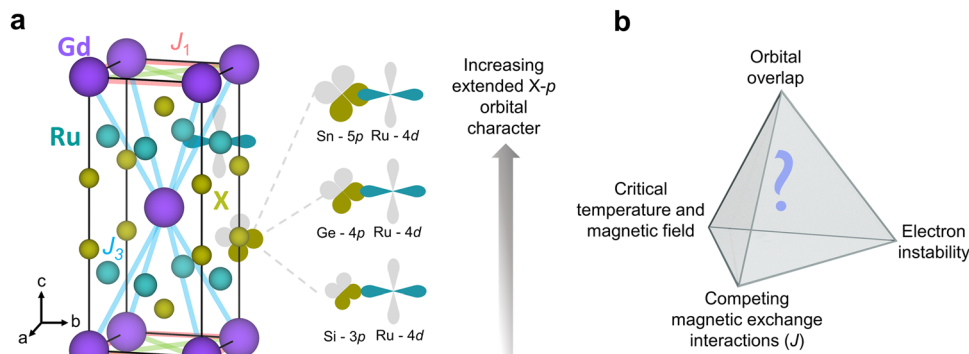 a
Gd
J1
Ru
X
J3
c
b
a
Sn - 5p Ru - 4d
Ge - 4p Ru - 4d
Si - 3p Ru - 4d
Increasing
extended X-p
orbital
character
b
Orbital
overlap
?
Critical
temperature and
magnetic field
Electron
instability
Competing
magnetic exchange
interactions (J)